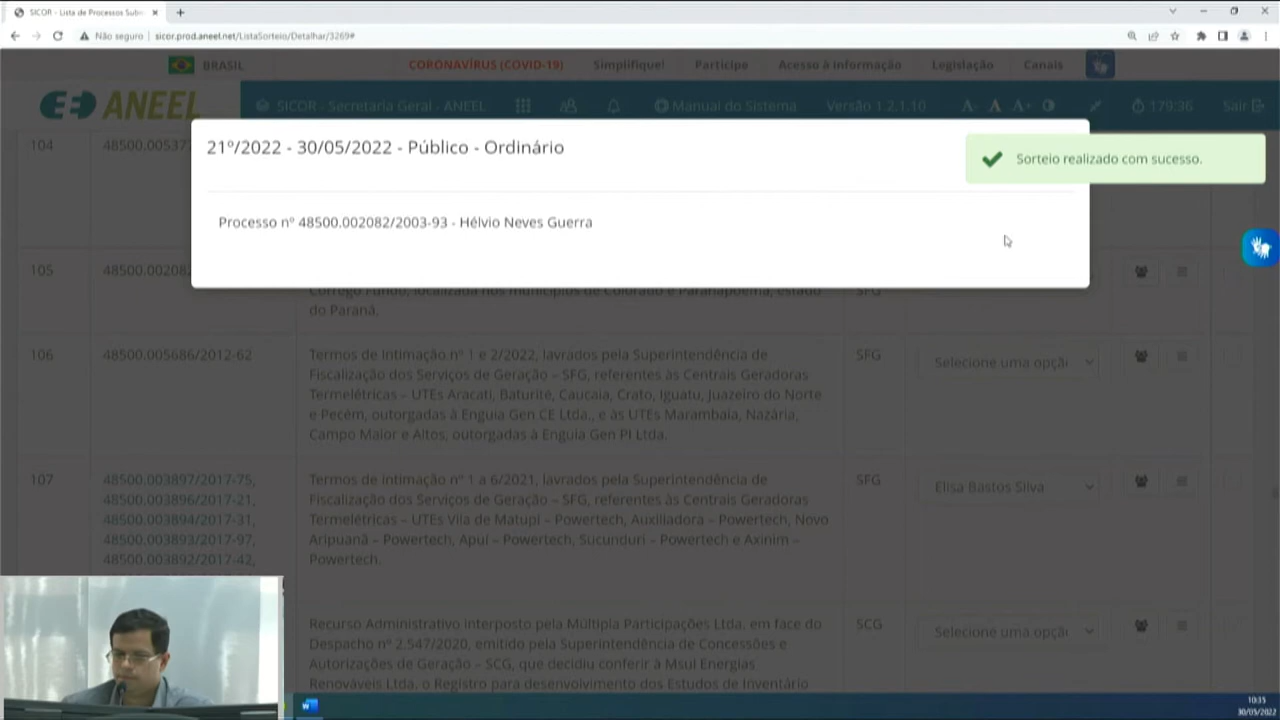 SICOR - Lista de Processos Sub
Não seguro | sicor.prod.aneel.net/ListaSorteio/Detalhar/3269#
BRASIL
CORONAVÍRUS (COVID-19)
Simplifique!
Participe
Acesso à Informação
Legislação
Canais
ANEEL
SICOR - Secretaria Geral - ANEEL
Manual do Sistema
Versão 1.2.1.10
A-
A
A+
179:36
Sair
21º/2022 - 30/05/2022 - Público - Ordinário
Sorteio realizado com sucesso.
Processo nº 48500.002082/2003-93 - Hélvio Neves Guerra
104
48500.00537
105
48500.002082
Córrego Fundo, localizada nos municípios de Colorado e Paranapoema, estado
do Paraná.
SFG
106
48500.005686/2012-62
Termos de Intimação nº 1 e 2/2022, lavrados pela Superintendência de
Fiscalização dos Serviços de Geração – SFG, referentes às Centrais Geradoras
Termelétricas – UTEs Aracati, Baturité, Caucaia, Crato, Iguatu, Juazeiro do Norte
e Pecém, outorgadas à Enguia Gen CE Ltda., e às UTEs Marambaia, Nazária,
Campo Maior e Altos, outorgadas à Enguia Gen PI Ltda.
SFG
Selecione uma opçã
107
48500.003897/2017-75,
48500.003896/2017-21,
48500.003894/2017-31,
48500.003893/2017-97,
48500.003892/2017-42,
Termos de Intimação nº 1 a 6/2021, lavrados pela Superintendência de
Fiscalização dos Serviços de Geração – SFG, referentes às Centrais Geradoras
Termelétricas – UTEs Vila de Matupi – Powertech, Auxiliadora – Powertech, Novo
Aripuanã – Powertech, Apuí – Powertech, Sucunduri – Powertech e Axinim –
Powertech.
SFG
Elisa Bastos Silva
Recurso Administrativo interposto pela Múltipla Participações Ltda. em face do
Despacho nº 2.547/2020, emitido pela Superintendência de Concessões e
Autorizações de Geração – SCG, que decidiu conferir à Msul Energias
Renováveis Ltda. o Registro para desenvolvimento dos Estudos de Inventário
SCG
Selecione uma opçã
10:35
30/05/2022